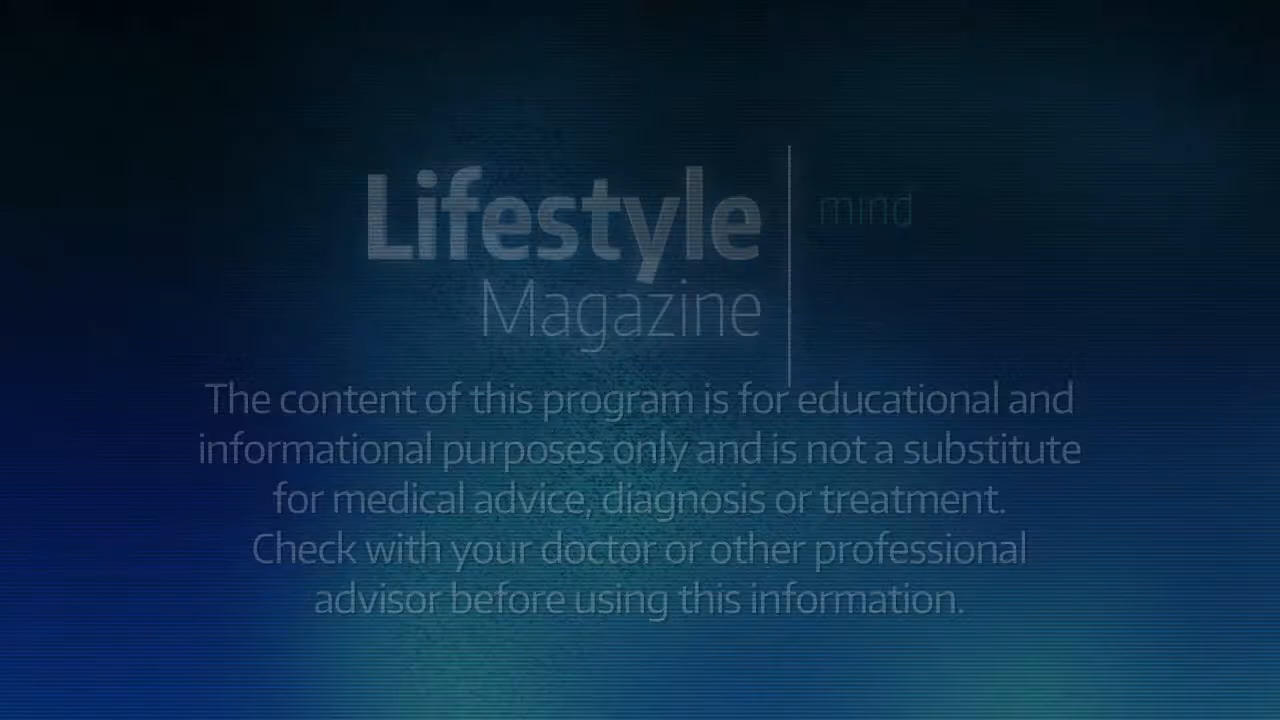 Lifestyle
mind
Magazine
The content of this program is for educational and
informational purposes only and is not a substitute
for medical advice, diagnosis or treatment.
Check with your doctor or other professional
advisor before using this information.